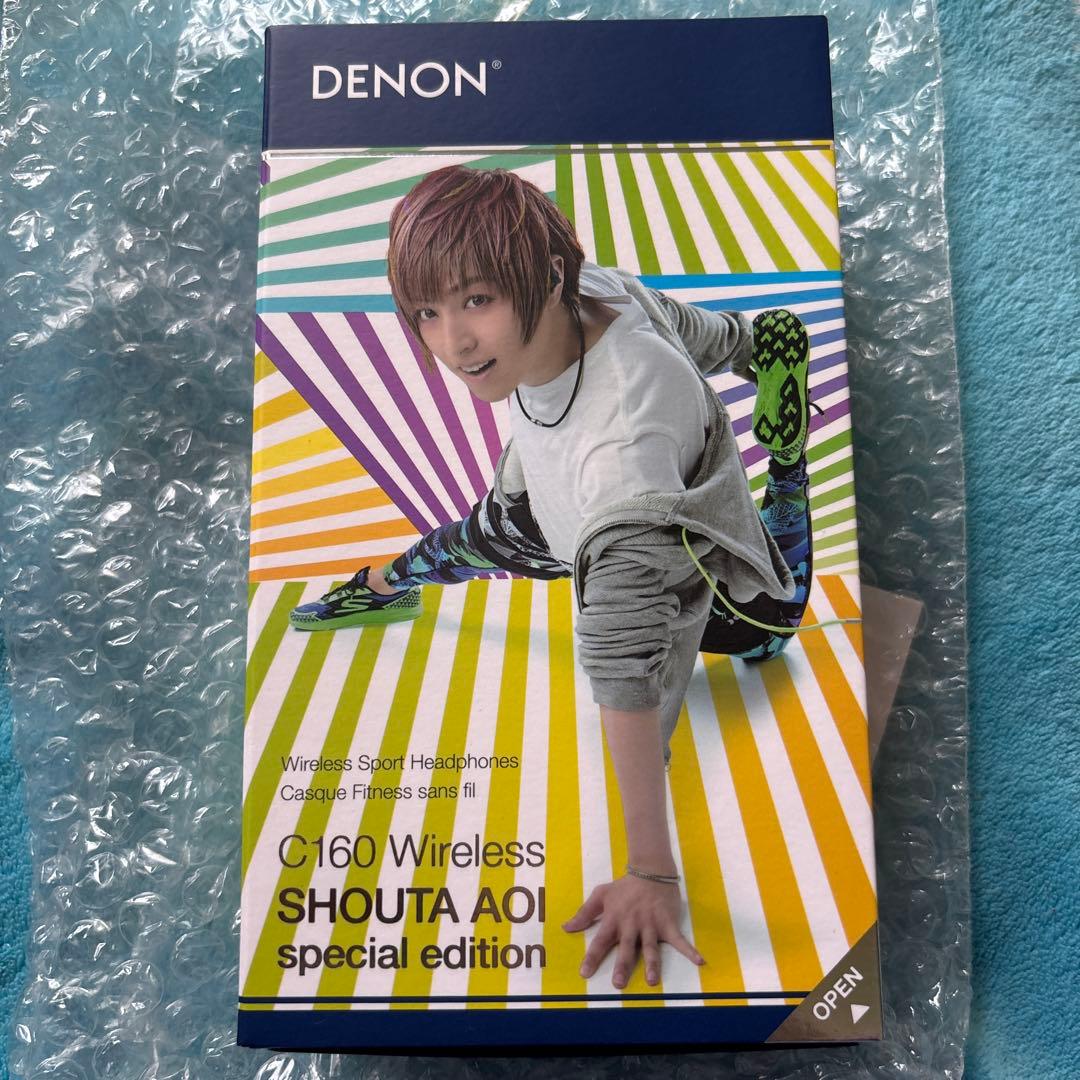 DENON®
Wireless Sport Headphones
Casque Fitness sans fil
C160 Wireless
SHOUTA AOI
special edition
OPEN